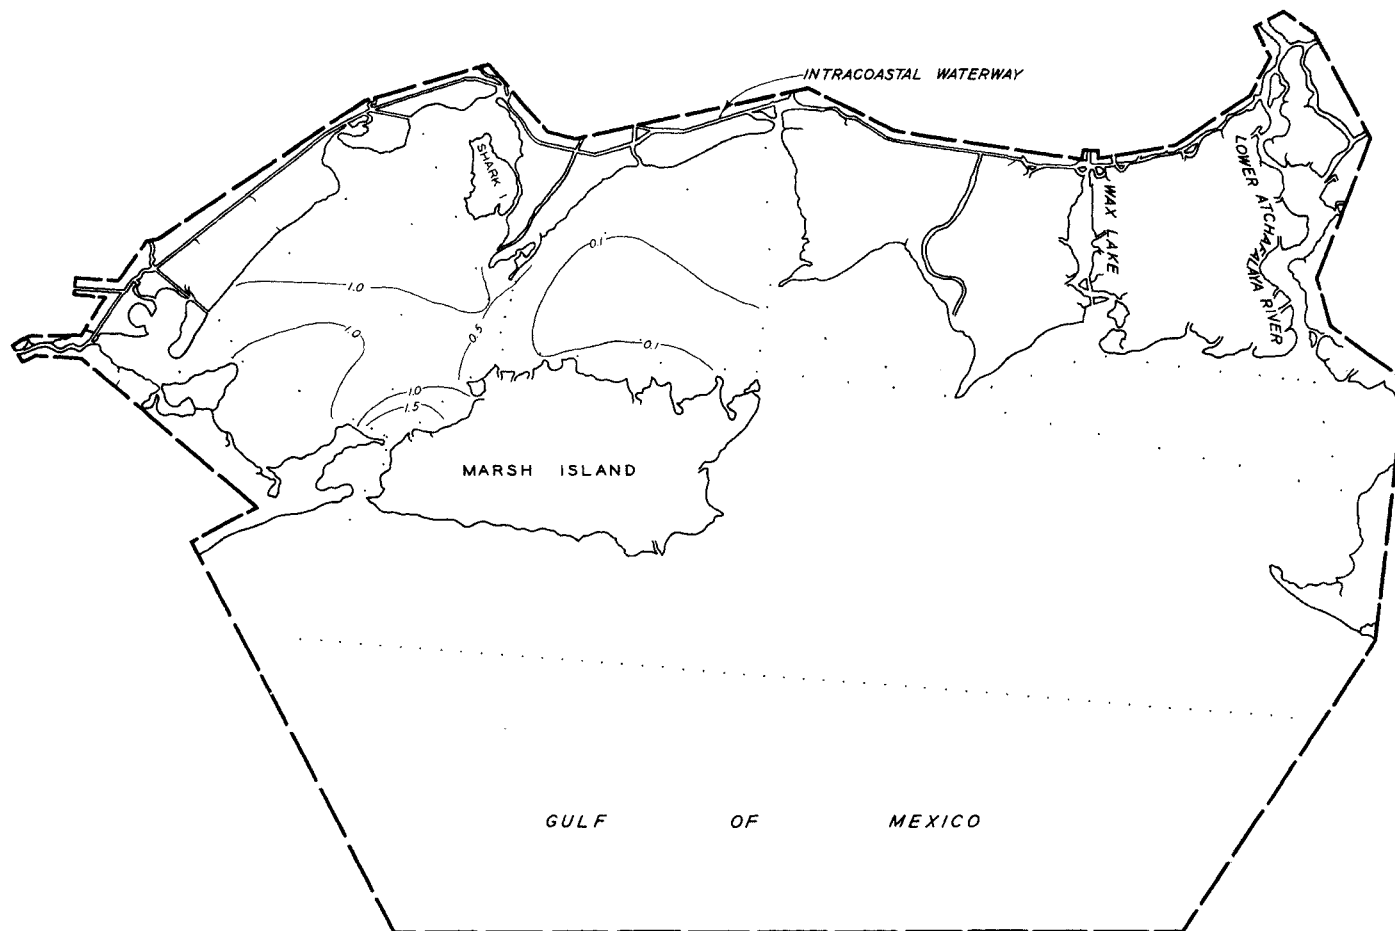 INTRACOASTAL WATERWAY
SHARK I
LOWER ATCHAFALAYA RIVER
WAX LAKE
0.1
1.0
1.0
0.5
0.1
1.0
1.5
MARSH ISLAND
GULF OF MEXICO